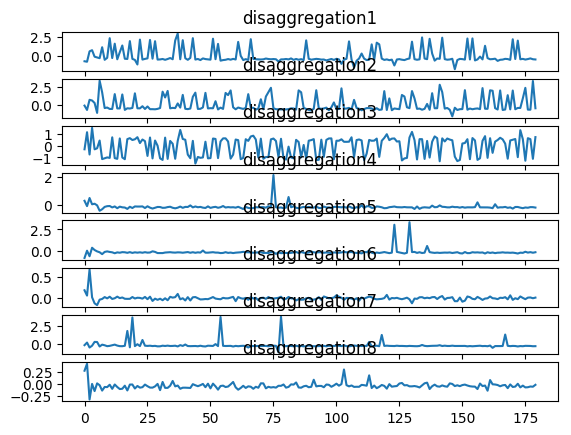 disaggregation1
2.5
0.0
disaggregation2
2.5
0.0
disaggregation3
1
0
−1
disaggregation4
2
0
disaggregation5
2.5
0.0
disaggregation6
0.5
0.0
disaggregation7
2.5
0.0
disaggregation8
0.25
0.00
−0.25
0 25 50 75 100 125 150 175